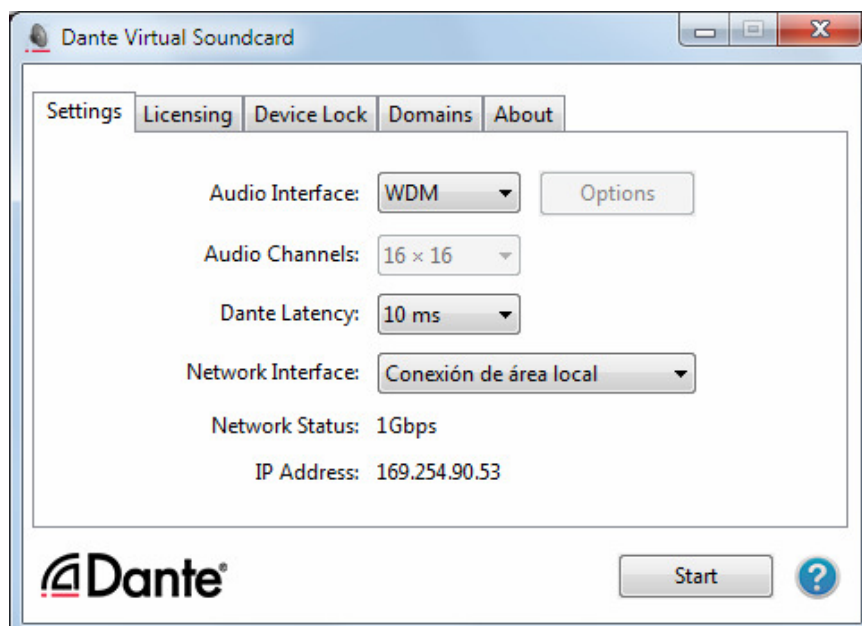 Dante Virtual Soundcard
Settings Licensing Device Lock Domains About
Audio Interface: WDM Options
Audio Channels: 16 × 16
Dante Latency: 10 ms
Network Interface: Conexión de área local
Network Status: 1Gbps
IP Address: 169.254.90.53
Dante® Start ?